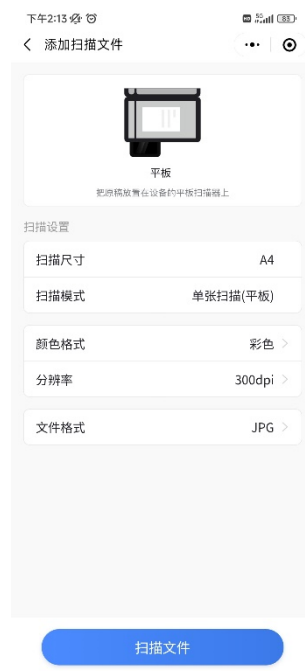 下午2:13
5G 83
添加扫描文件
平板
把原稿放置在设备的平板扫描器上
扫描设置
扫描尺寸 A4
扫描模式 单张扫描(平板)
颜色格式 彩色
分辨率 300dpi
文件格式 JPG
扫描文件